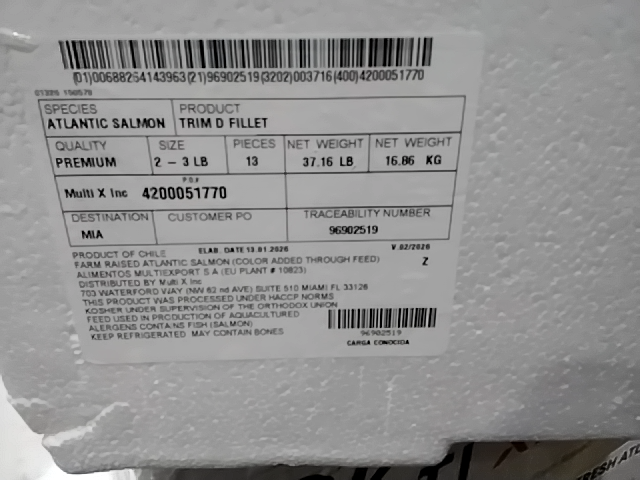 (01)00688264143963(21)96902519(3202)003716(400)4200051770
SPECIES PRODUCT
ATLANTIC SALMON TRIM D FILLET
QUALITY SIZE PIECES NET WEIGHT NET WEIGHT
PREMIUM 2 - 3 LB 13 37.16 LB 16.86 KG
P.O.#
Multi X Inc 4200051770
DESTINATION CUSTOMER PO TRACEABILITY NUMBER
MIA 96902519
PRODUCT OF CHILE ELAB. DATE 13.01.2026 V.02/2026
FARM RAISED ATLANTIC SALMON (COLOR ADDED THROUGH FEED) Z
ALIMENTOS MULTIEXPORT S A (EU PLANT # 10623)
DISTRIBUTED BY Multi X Inc
703 WATERFORD WAY (NW 62 nd AVE) SUITE 510 MIAMI FL 33126
THIS PRODUCT WAS PROCESSED UNDER HACCP NORMS
KOSHER UNDER SUPERVISION OF THE ORTHODOX UNION
FEED USED IN PRODUCTION OF AQUACULTURED
ALERGENS CONTAINS FISH (SALMON)
KEEP REFRIGERATED MAY CONTAIN BONES
96902519
CARGA CONOCIDA
FRESH ATL